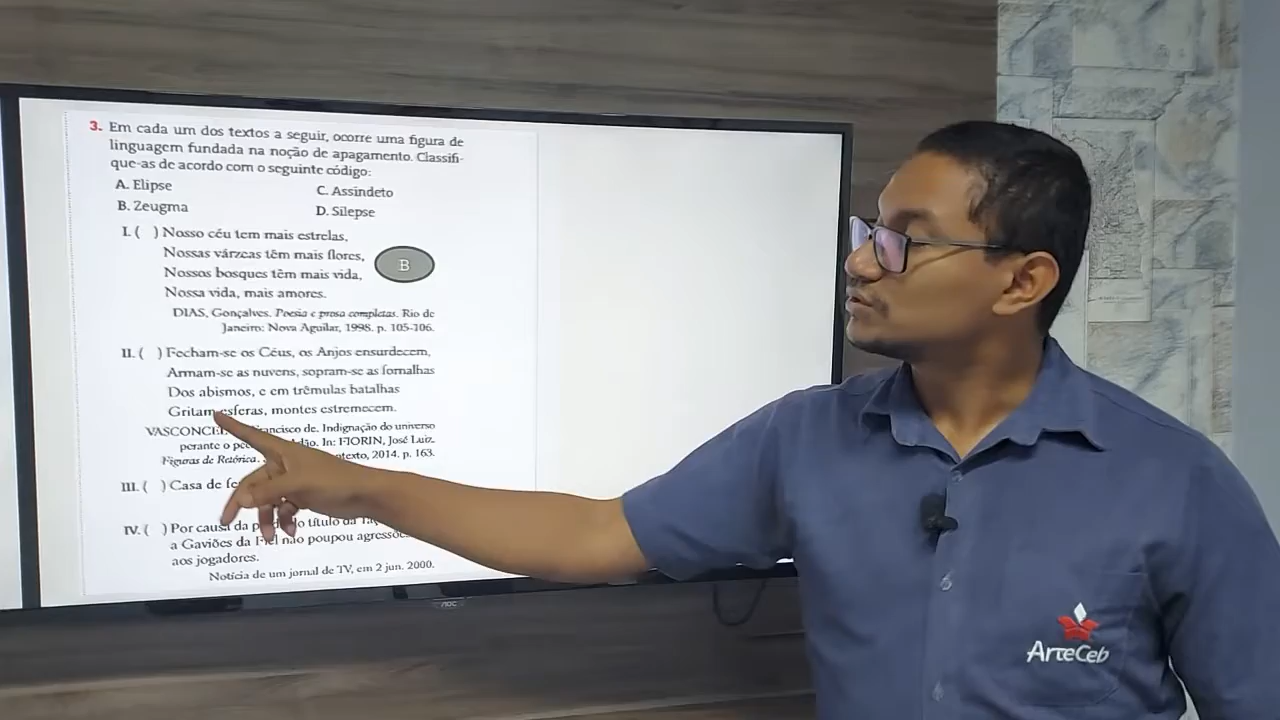 3. Em cada um dos textos a seguir, ocorre uma figura de
linguagem fundada na noção de apagamento. Classifi-
que-as de acordo com o seguinte código:
A. Elipse
C. Assíndeto
B. Zeugma
D. Silepse
I. ( ) Nosso céu tem mais estrelas,
Nossas várzeas têm mais flores,
Nossos bosques têm mais vida,
Nossa vida, mais amores.
B
DIAS, Gonçalves. Poesia e prosa completas. Rio de
Janeiro: Nova Aguilar, 1998. p. 105-106.
II. ( ) Fecham-se os Céus, os Anjos ensurdecem,
Armam-se as nuvens, sopram-se as fornalhas
Dos abismos, e em trêmulas batalhas
Gritam esferas, montes estremecem.
de. Indignação do universo
perante o In: FIORIN, José Luiz.
Figuras de Retórica. 2014. p. 163.
III. ( ) Casa de
IV. ( ) Por causa da título da
a Gaviões da Fiel não poupou
aos jogadores.
Notícia de um jornal de TV, em 2 jun. 2000.
AOC
ArteCeb